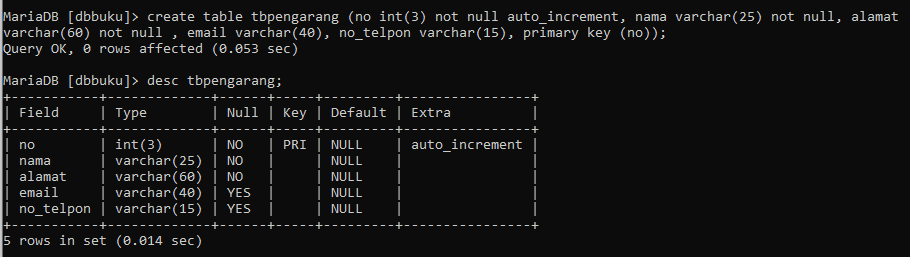 MariaDB [dbbuku]> create table tbpengarang (no int(3) not null auto_increment, nama varchar(25) not null, alamat
varchar(60) not null , email varchar(40), no_telpon varchar(15), primary key (no));
Query OK, 0 rows affected (0.053 sec)

MariaDB [dbbuku]> desc tbpengarang;
+-----------+-------------+------+-----+---------+----------------+
| Field     | Type        | Null | Key | Default | Extra          |
+-----------+-------------+------+-----+---------+----------------+
| no        | int(3)      | NO   | PRI | NULL    | auto_increment |
| nama      | varchar(25) | NO   |     | NULL    |                |
| alamat    | varchar(60) | NO   |     | NULL    |                |
| email     | varchar(40) | YES  |     | NULL    |                |
| no_telpon | varchar(15) | YES  |     | NULL    |                |
+-----------+-------------+------+-----+---------+----------------+
5 rows in set (0.014 sec)